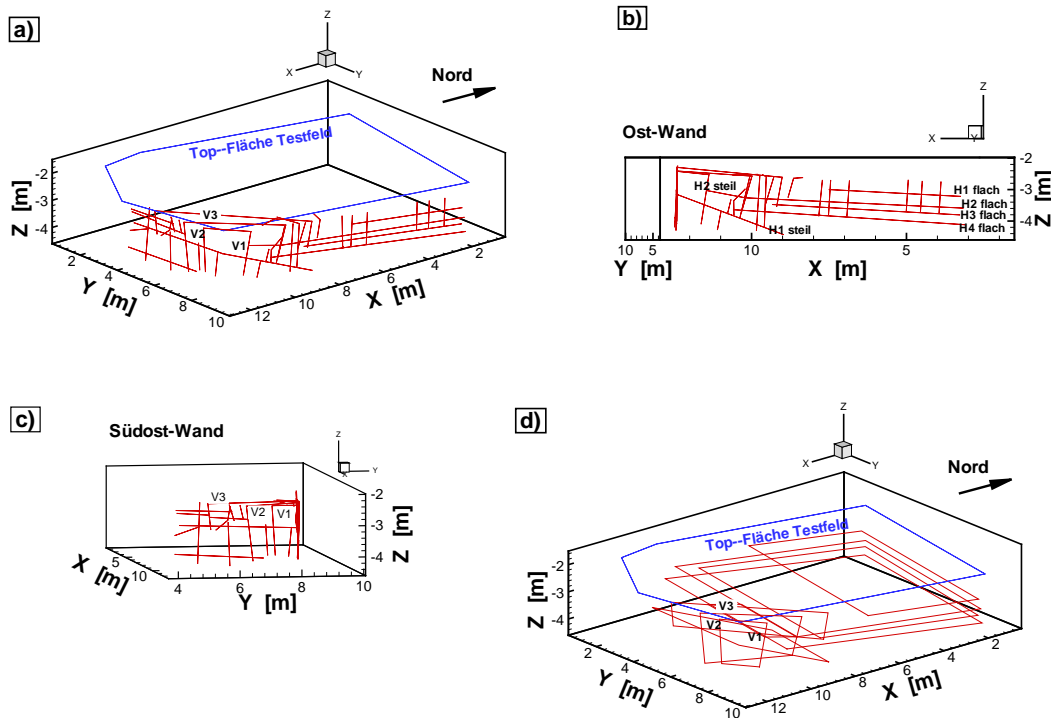 a)
Z
X
Y
Nord
Top--Fläche Testfeld
-2
-3
-4
Z [m]
V3
V2
V1
2
4
6
8
10
Y [m]
12
10
8
6
4
2
X [m]
b)
Z
X
Y
Ost-Wand
H2 steil
H1 steil
H1 flach
H2 flach
H3 flach
H4 flach
-2
-3
-4
Z [m]
10
5
10
5
Y [m]
X [m]
c)
Südost-Wand
Z
X
Y
V3
V2
V1
-2
-3
-4
Z [m]
5
10
X [m]
4
6
8
10
Y [m]
d)
Z
X
Y
Nord
Top--Fläche Testfeld
-2
-3
-4
Z [m]
V3
V2
V1
2
4
6
8
10
Y [m]
12
10
8
6
4
2
X [m]